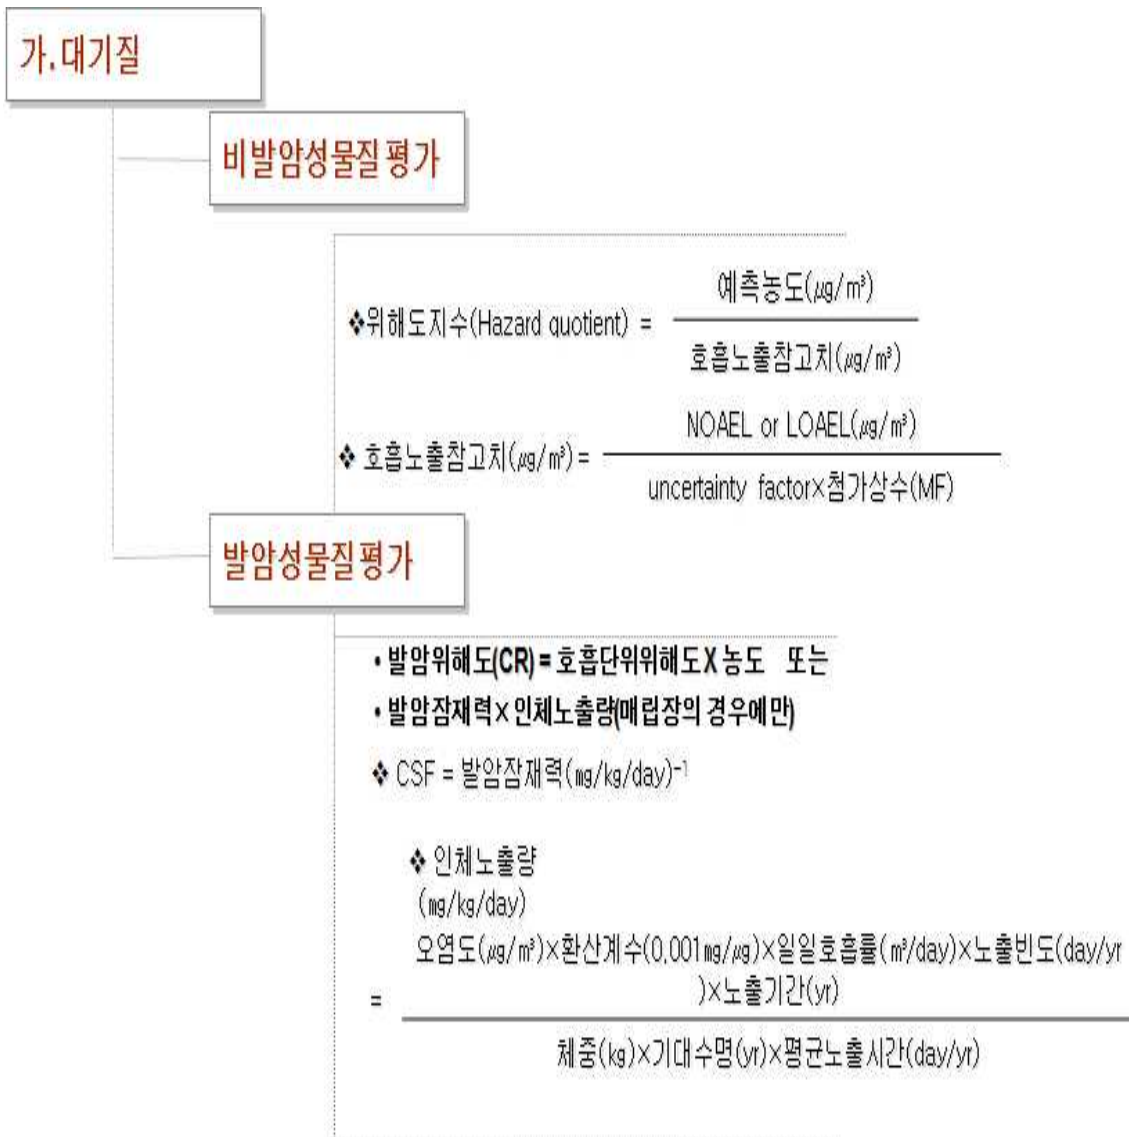 가.대기질
비발암성물질평가
예측농도(㎍/㎥)
❖위해도지수(Hazard quotient) =
호흡노출참고치(㎍/㎥)
NOAEL or LOAEL(㎍/㎥)
❖ 호흡노출참고치(㎍/㎥)=
uncertainty factor×첨가상수(MF)
발암성물질평가
• 발암위해도(CR) = 호흡단위위해도X 농도 또는
• 발암잠재력× 인체노출량(매립장의 경우에만)
❖ CSF = 발암잠재력(㎎/kg/day)⁻¹
❖ 인체노출량
(㎎/kg/day)
오염도(㎍/㎥)×환산계수(0.001㎎/㎍)×일일호흡률(㎥/day)×노출빈도(day/yr
)×노출기간(yr)
=
체중(kg)×기대수명(yr)×평균노출시간(day/yr)